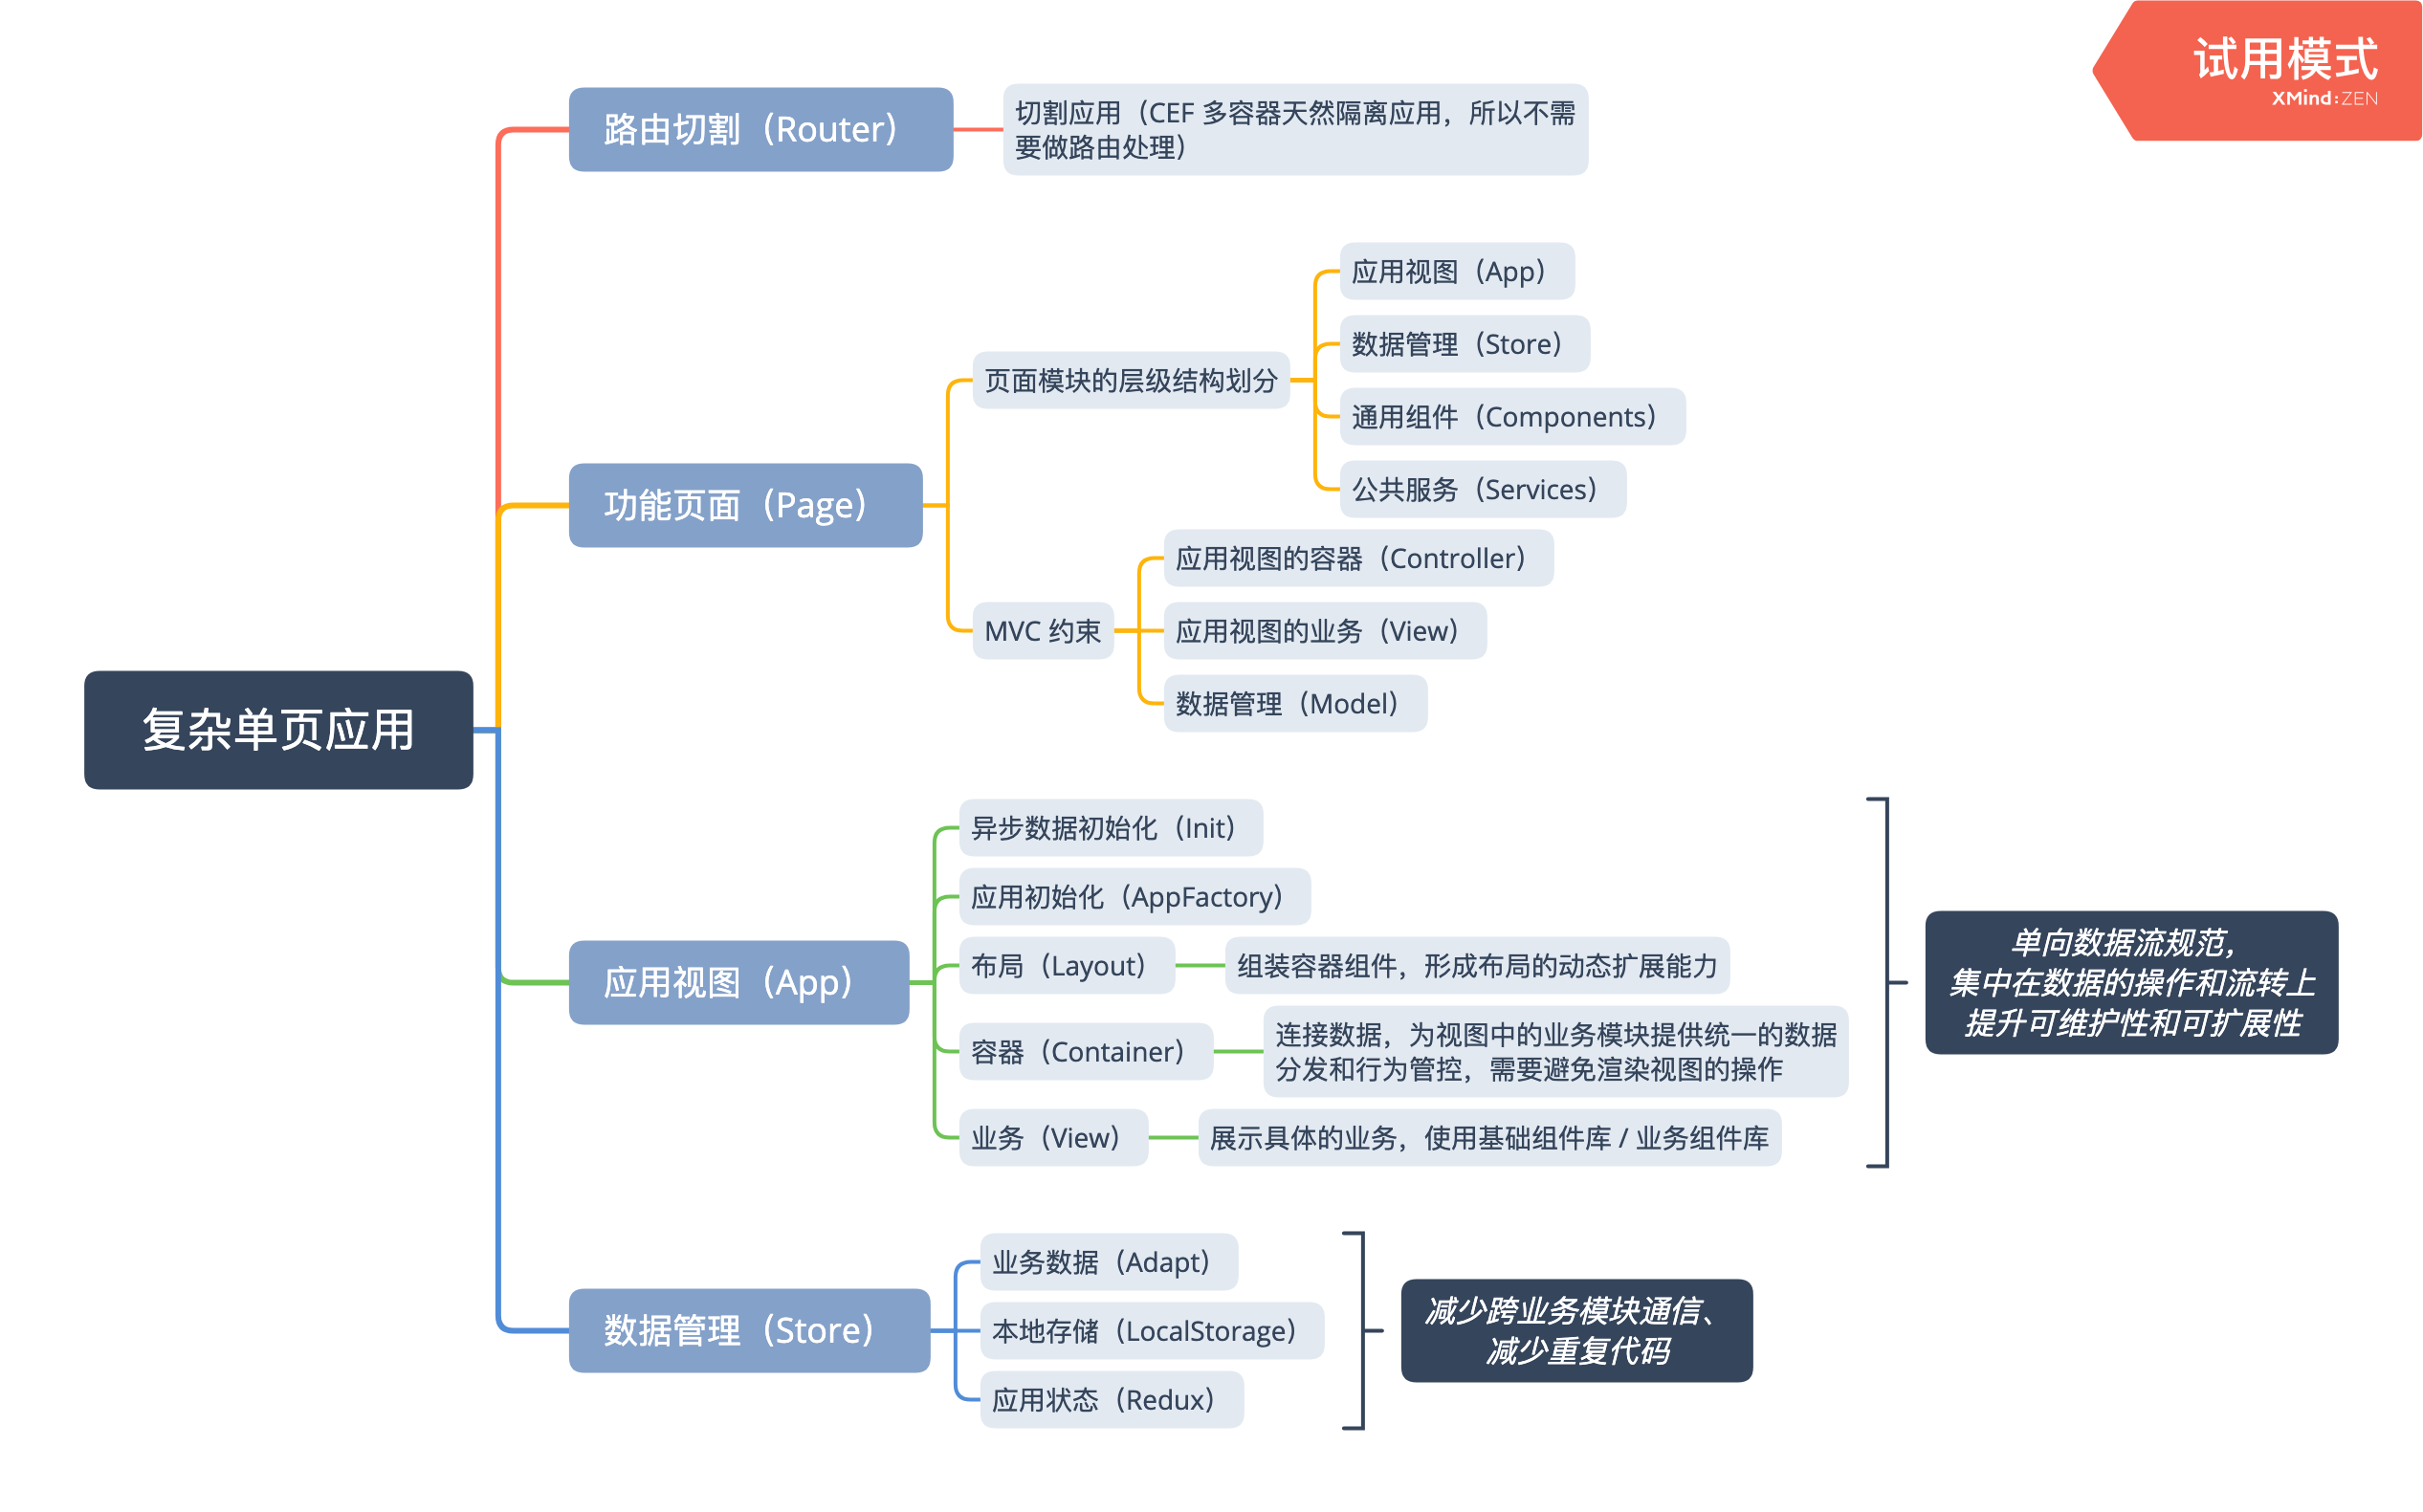 试用模式
XMind:ZEN
路由切割（Router）
切割应用（CEF 多容器天然隔离应用，所以不需
要做路由处理）
应用视图（App）
数据管理（Store）
页面模块的层级结构划分
通用组件（Components）
公共服务（Services）
功能页面（Page）
应用视图的容器（Controller）
MVC 约束
应用视图的业务（View）
数据管理（Model）
复杂单页应用
异步数据初始化（Init）
应用初始化（AppFactory）
布局（Layout）
组装容器组件，形成布局的动态扩展能力
应用视图（App）
容器（Container）
连接数据，为视图中的业务模块提供统一的数据
分发和行为管控，需要避免渲染视图的操作
业务（View）
展示具体的业务，使用基础组件库 / 业务组件库
单向数据流规范，
集中在数据的操作和流转上
提升可维护性和可扩展性
业务数据（Adapt）
数据管理（Store）
本地存储（LocalStorage）
应用状态（Redux）
减少跨业务模块通信、
减少重复代码